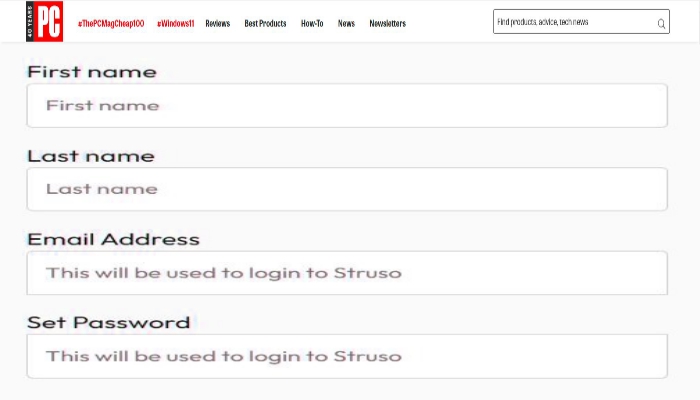 40 YEARS
PC
#ThePCMagCheap100 #Windows11 Reviews Best Products How-To News Newsletters
Find products, advice, tech news
First name
First name
Last name
Last name
Email Address
This will be used to login to Struso
Set Password
This will be used to login to Struso